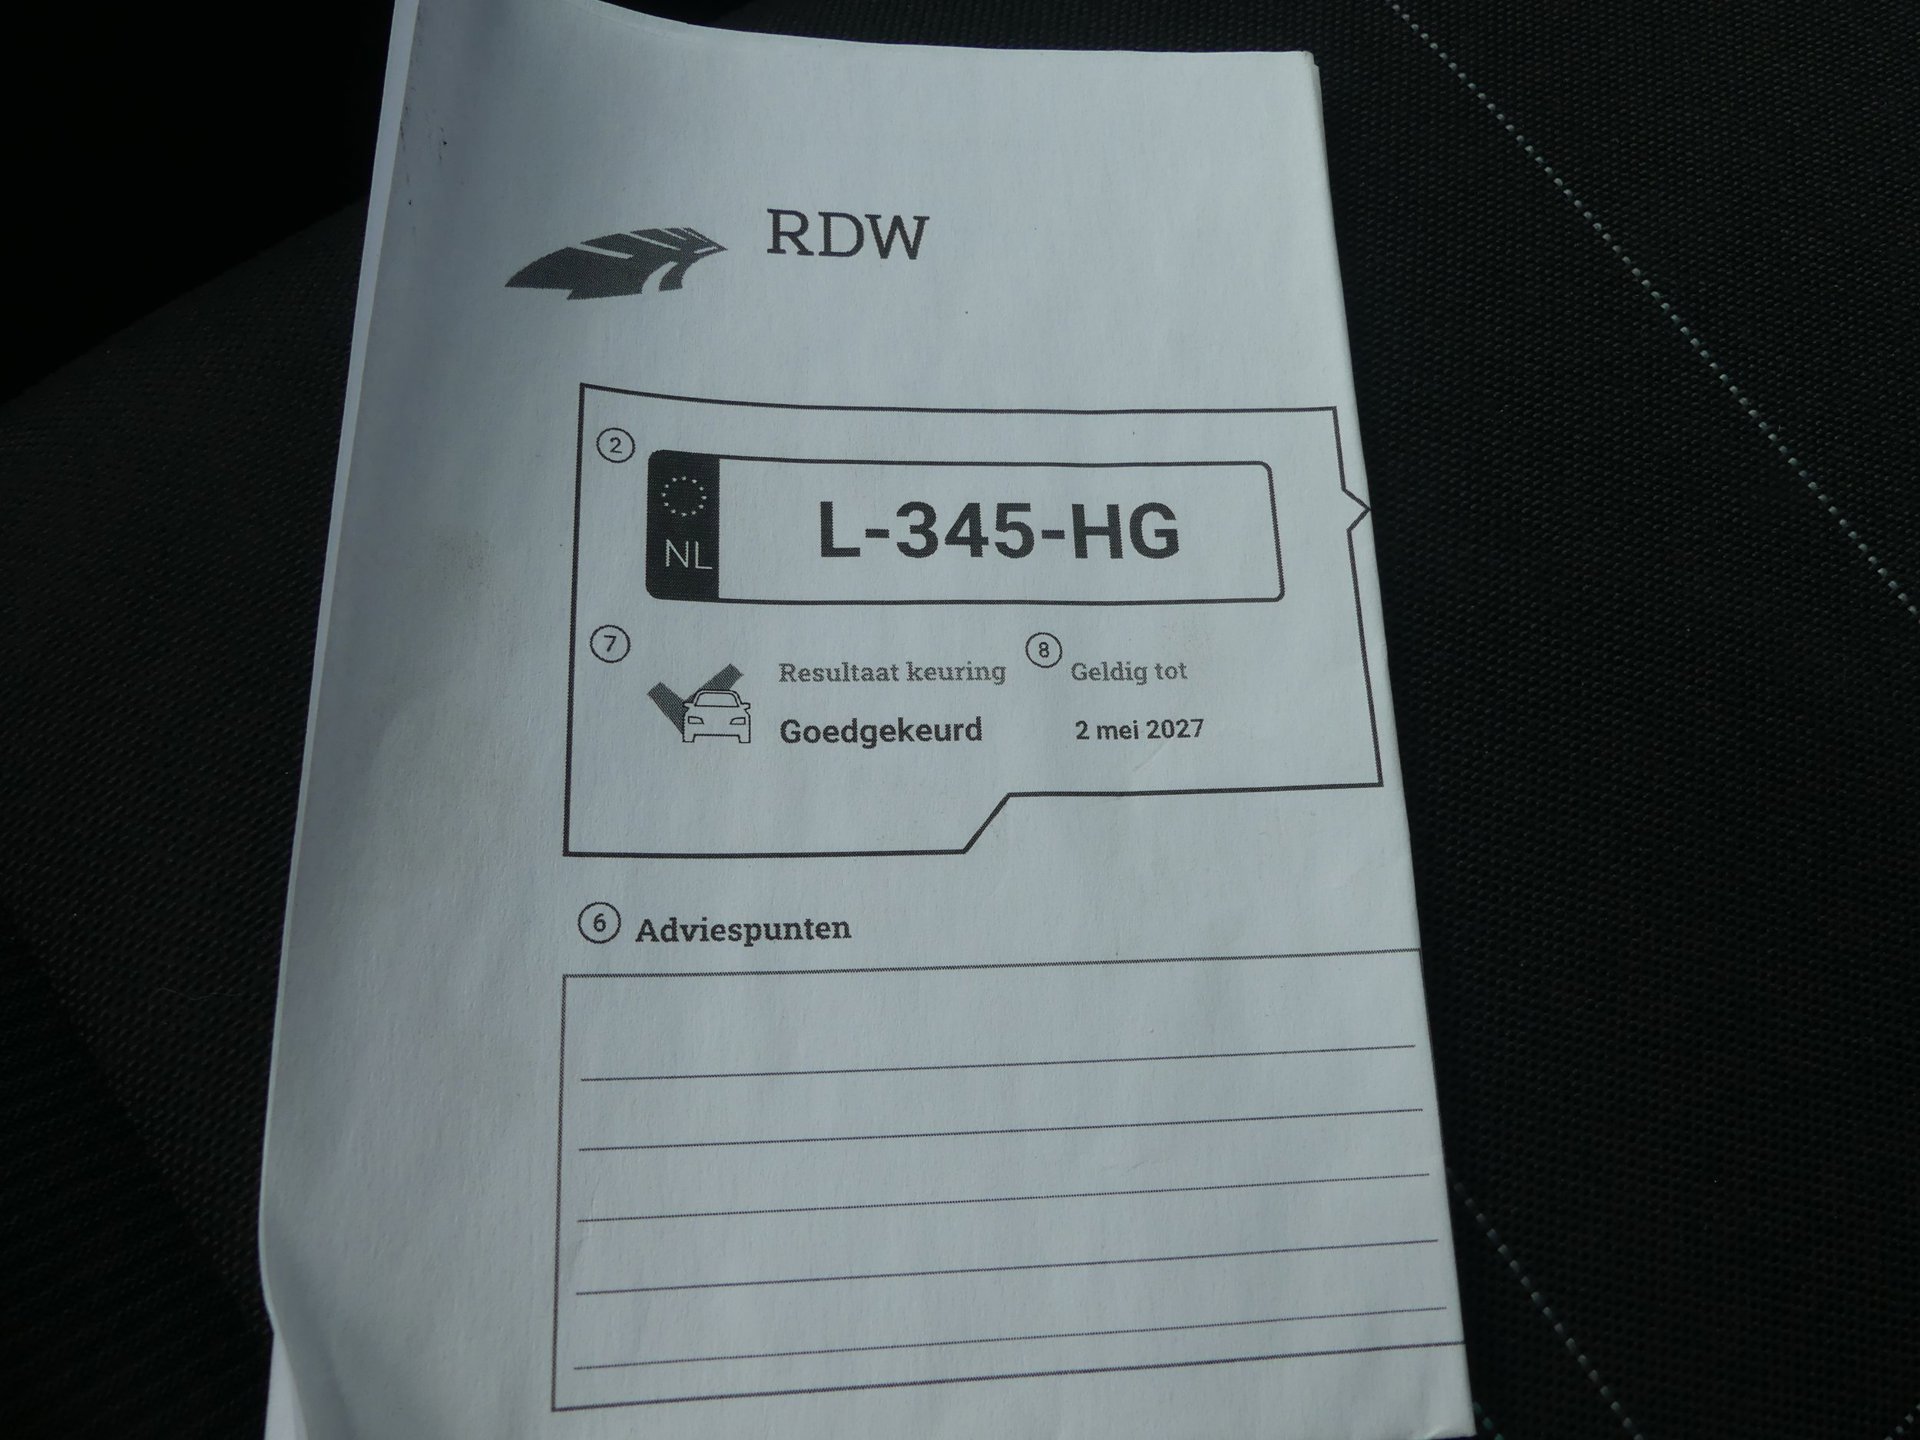 RDW
2
NL
L-345-HG
7
Resultaat keuring
8
Geldig tot
Goedgekeurd
2 mei 2027
6 Adviespunten